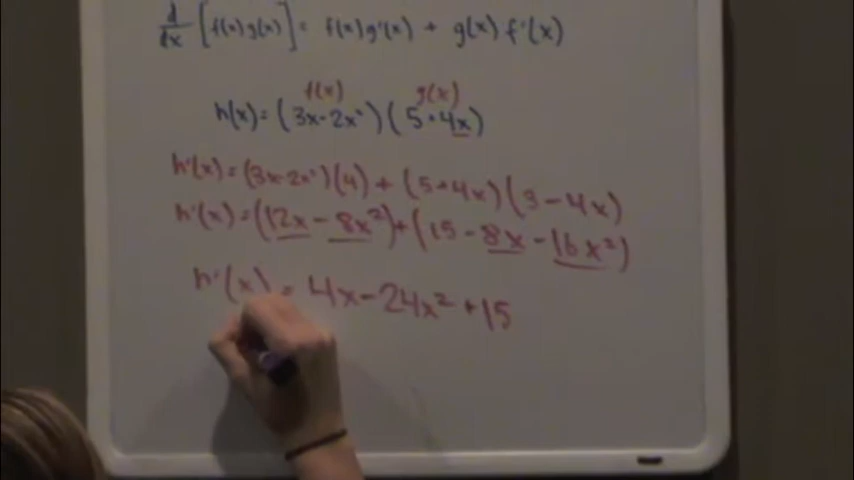 d/dx [f(x)g(x)] = f(x)g'(x) + g(x)f'(x)
f(x) g(x)
h(x)=(3x-2x²)(5+4x)
h'(x)=(3x-2x²)(4)+(5+4x)(3-4x)
h'(x)=(12x-8x²)+(15-8x-16x²)
h'(x)=4x-24x²+15